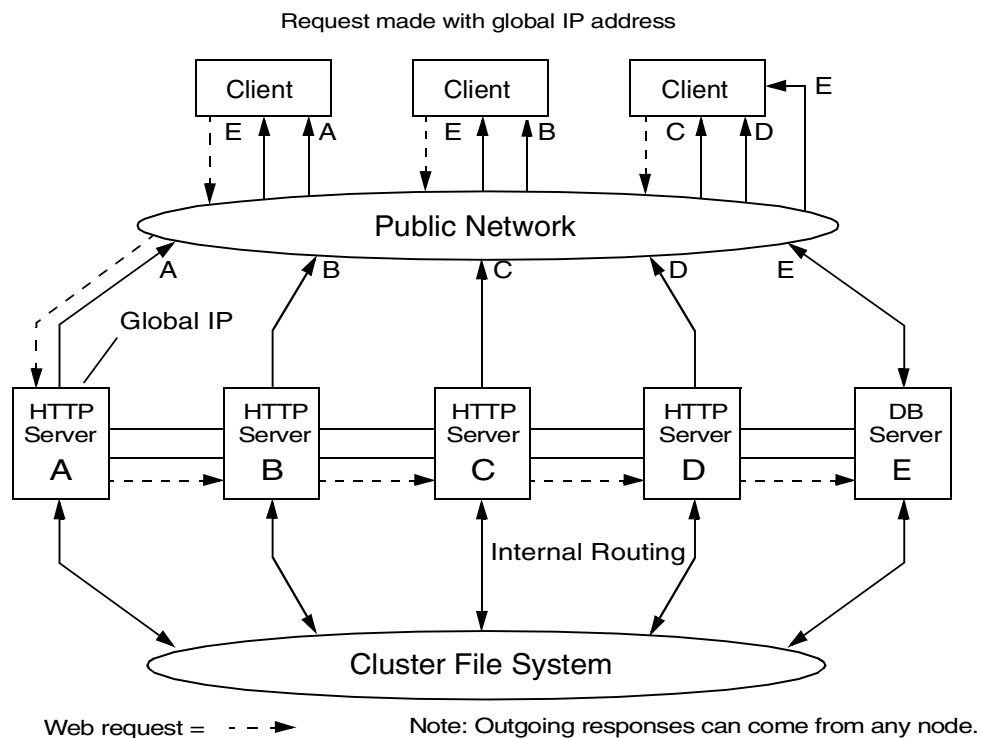 Request made with global IP address
Client
Client
Client
E
E
A
E
B
C
D
Public Network
A
B
C
D
E
Global IP
HTTP
Server
A
HTTP
Server
B
HTTP
Server
C
HTTP
Server
D
DB
Server
E
Internal Routing
Cluster File System
Web request =
Note: Outgoing responses can come from any node.